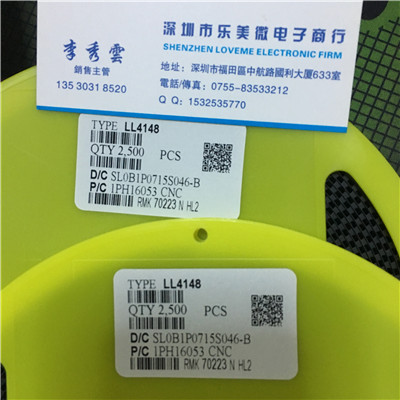 李秀雲
銷售主管
135 3031 8520
深圳市乐美微电子商行
SHENZHEN LOVEME ELECTRONIC FIRM
地址：深圳市福田區中航路國利大厦633室
電話/傳真：0755-83533212
Q Q：1532535770
TYPE LL4148
QTY 2,500 PCS
D/C SL0B1P0715S046-B
P/C 1PH16053 CNC
RMK 70223 N HL2
TYPE LL4148
QTY 2,500 PCS
D/C SL0B1P0715S046-B
P/C 1PH16053 CNC
RMK 70223 N HL2